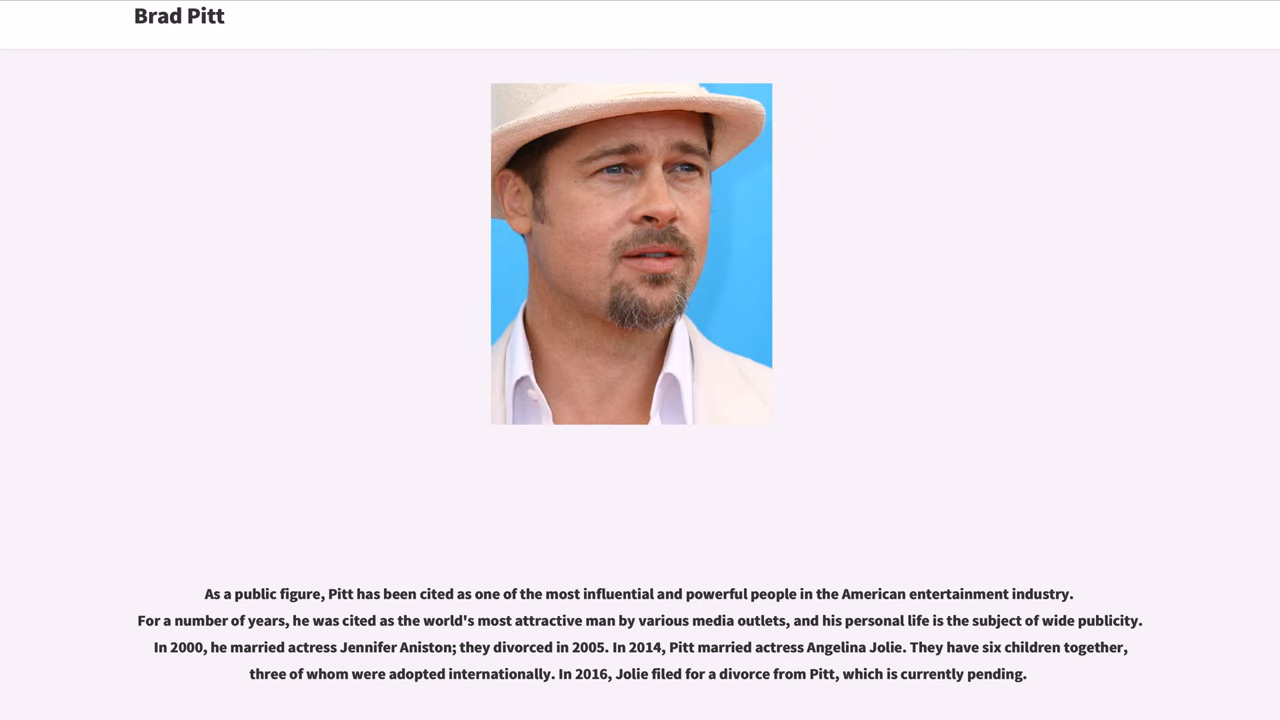 Brad Pitt
As a public figure, Pitt has been cited as one of the most influential and powerful people in the American entertainment industry.
For a number of years, he was cited as the world's most attractive man by various media outlets, and his personal life is the subject of wide publicity.
In 2000, he married actress Jennifer Aniston; they divorced in 2005. In 2014, Pitt married actress Angelina Jolie. They have six children together,
three of whom were adopted internationally. In 2016, Jolie filed for a divorce from Pitt, which is currently pending.